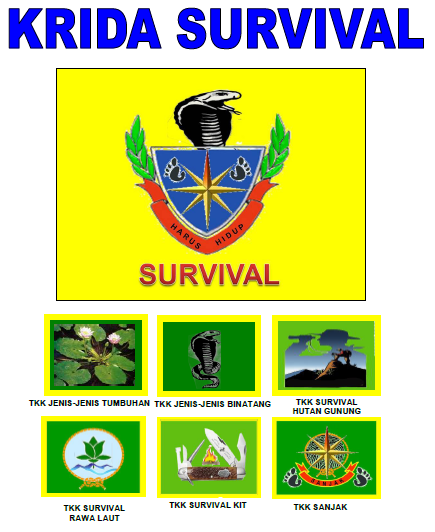 KRIDA SURVIVAL
HARUS HIDUP
SURVIVAL
TKK JENIS-JENIS TUMBUHAN
TKK JENIS-JENIS BINATANG
TKK SURVIVAL
HUTAN GUNUNG
TKK SURVIVAL
RAWA LAUT
TKK SURVIVAL KIT
SANJAK
TKK SANJAK